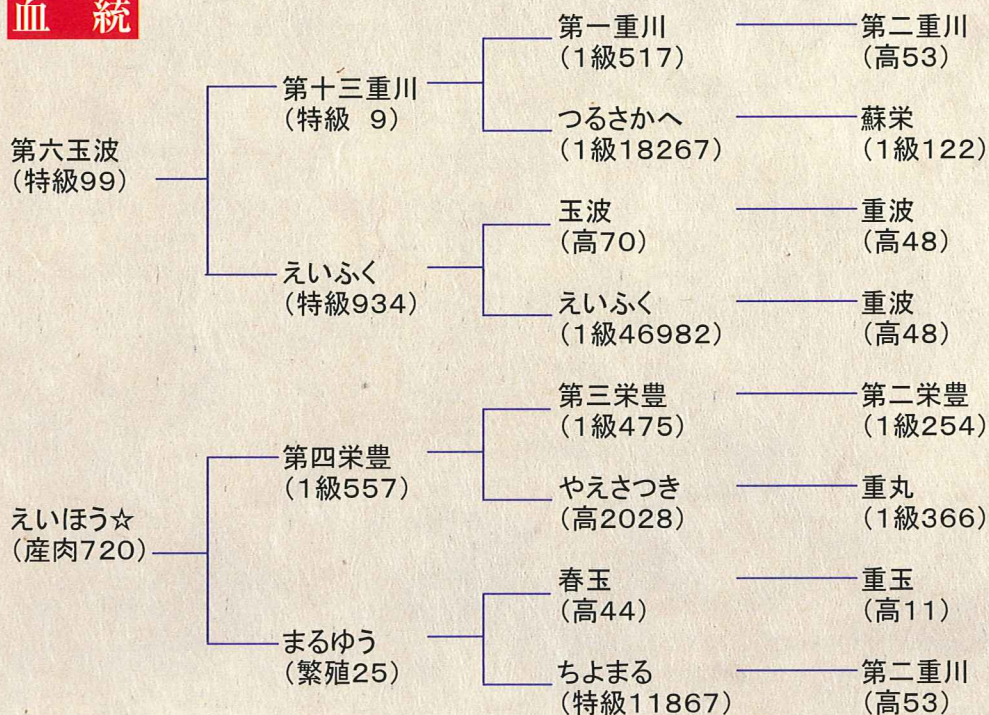 血 統
第六玉波
(特級99)
えいほう☆
(産肉720)
第十三重川
(特級 9)
えいふく
(特級934)
第四栄豊
(1級557)
まるゆう
(繁殖25)
第一重川
(1級517)
つるさかへ
(1級18267)
玉波
(高70)
えいふく
(1級46982)
第三栄豊
(1級475)
やえさつき
(高2028)
春玉
(高44)
ちよまる
(特級11867)
第二重川
(高53)
蘇栄
(1級122)
重波
(高48)
重波
(高48)
第二栄豊
(1級254)
重丸
(1級366)
重玉
(高11)
第二重川
(高53)